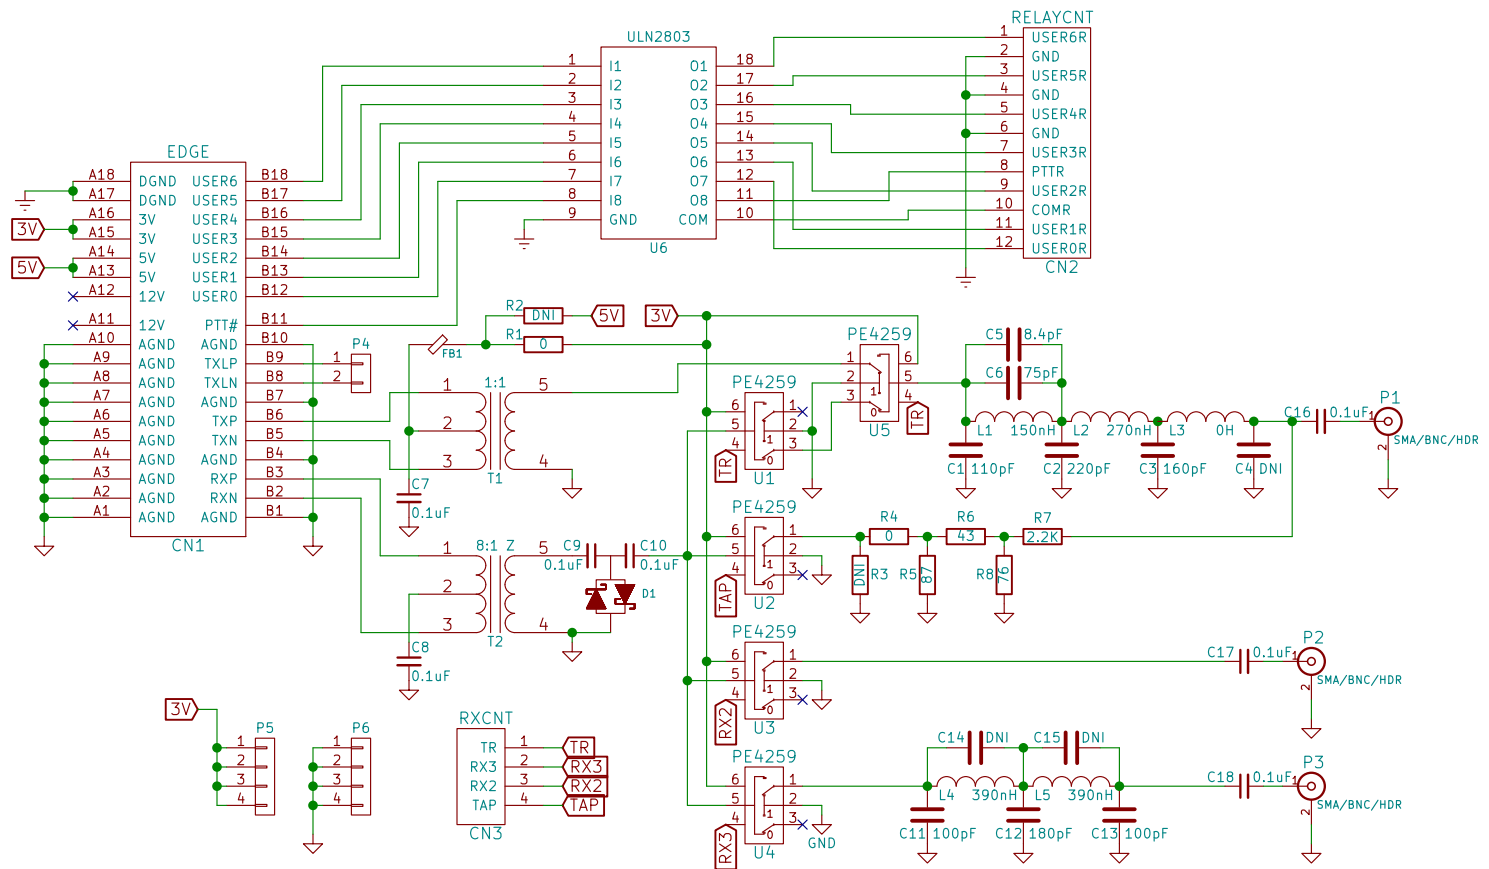 RELAYCNT
ULN2803
1 I1 O1 18
2 I2 O2 17
3 I3 O3 16
4 I4 O4 15
5 I5 O5 14
6 I6 O6 13
7 I7 O7 12
8 I8 O8 11
9 GND COM 10
U6
1 USER6R
2 GND
3 USER5R
4 GND
5 USER4R
6 GND
7 USER3R
8 PTTR
9 USER2R
10 COMR
11 USER1R
12 USER0R
CN2
EDGE
A18 DGND USER6 B18
A17 DGND USER5 B17
A16 3V USER4 B16
A15 3V USER3 B15
A14 5V USER2 B14
A13 5V USER1 B13
A12 12V USER0 B12
A11 12V PTT# B11
A10 AGND AGND B10
A9 AGND TXLP B9
A8 AGND TXLN B8
A7 AGND AGND B7
A6 AGND TXP B6
A5 AGND TXN B5
A4 AGND AGND B4
A3 AGND RXP B3
A2 AGND RXN B2
A1 AGND AGND B1
CN1
3V
5V
P4
1
2
R2 DNI 5V
R1 0
FB1
3V
1:1
1 5
2
3 4
T1
C7
0.1uF
8:1 Z
1 5
2
3 4
T2
C8
0.1uF
C9
0.1uF
C10
0.1uF
D1
PE4259
1 6
2 5
3 4
1
0
U5
TR
PE4259
6 1
5 2
4 3
1
0
U1
TR
PE4259
6 1
5 2
4 3
1
0
U2
TAP
PE4259
6 1
5 2
4 3
1
0
U3
RX2
PE4259
6 1
5 2
4 3
1
0
U4
RX3
GND
C5 8.4pF
C6 75pF
L1 150nH
L2 270nH
L3 0H
C1 110pF
C2 220pF
C3 160pF
C4 DNI
C16 0.1uF
P1
1
2
SMA/BNC/HDR
R4
0
R6
43
R7
2.2K
DNI R3
R5 87
R8 76
C17 0.1uF
P2
1
2
SMA/BNC/HDR
C14 DNI
C15 DNI
L4 390nH
L5 390nH
C11 100pF
C12 180pF
C13 100pF
C18 0.1uF
P3
1
2
SMA/BNC/HDR
3V
P5
1
2
3
4
P6
1
2
3
4
RXCNT
TR 1 TR
RX3 2 RX3
RX2 3 RX2
TAP 4 TAP
CN3